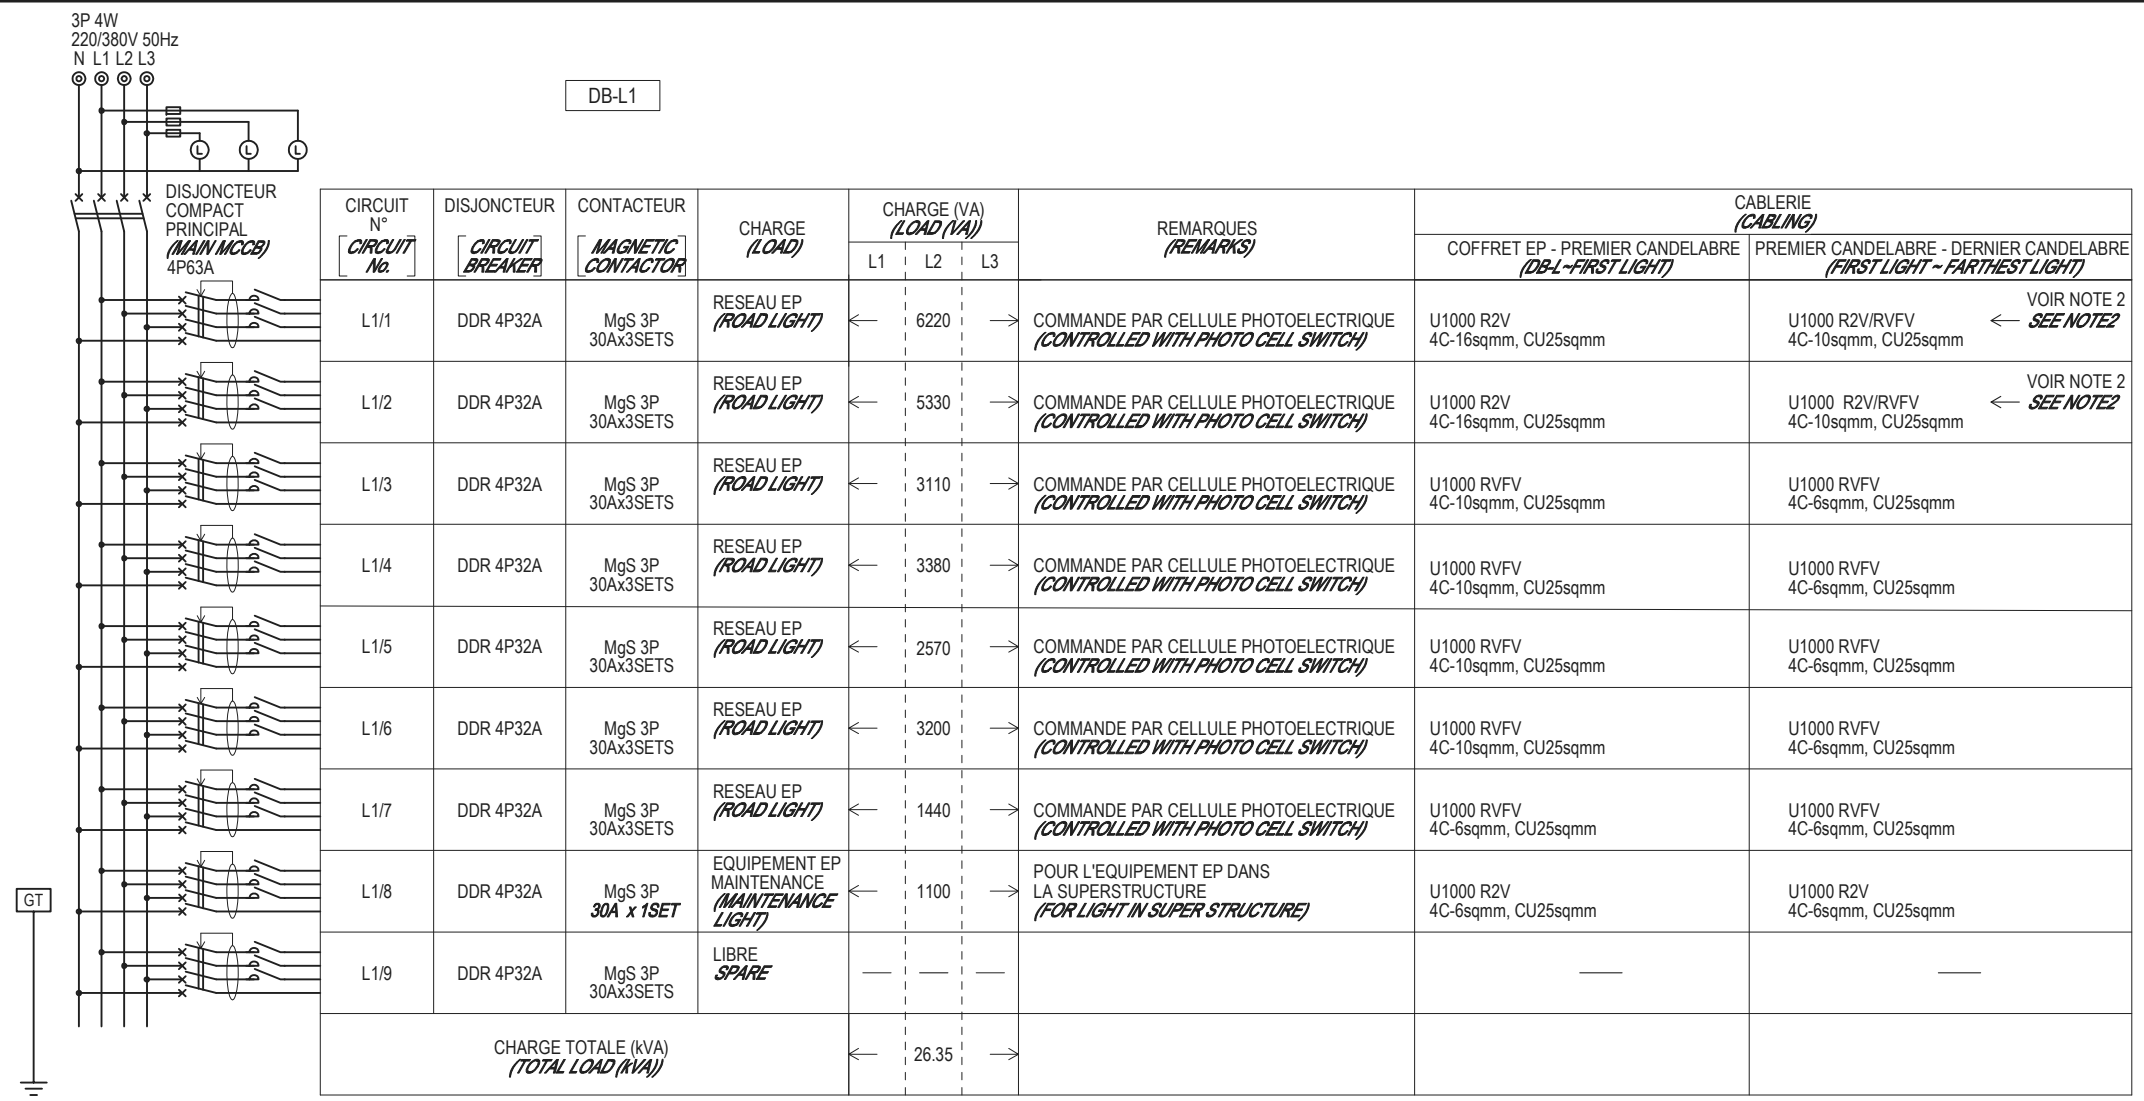 3P 4W
220/380V 50Hz
N L1 L2 L3
DB-L1
L L L
DISJONCTEUR
COMPACT
PRINCIPAL
(MAIN MCCB)
4P63A
CIRCUIT
N°
CIRCUIT
No.
DISJONCTEUR
CIRCUIT
BREAKER
CONTACTEUR
MAGNETIC
CONTACTOR
CHARGE
(LOAD)
CHARGE (VA)
(LOAD (VA))
L1 L2 L3
REMARQUES
(REMARKS)
CABLERIE
(CABLING)
COFFRET EP - PREMIER CANDELABRE
(DB-L~FIRST LIGHT)
PREMIER CANDELABRE - DERNIER CANDELABRE
(FIRST LIGHT ~ FARTHEST LIGHT)
L1/1
DDR 4P32A
MgS 3P
30Ax3SETS
RESEAU EP
(ROAD LIGHT)
6220
COMMANDE PAR CELLULE PHOTOELECTRIQUE
(CONTROLLED WITH PHOTO CELL SWITCH)
U1000 R2V
4C-16sqmm, CU25sqmm
U1000 R2V/RVFV
4C-10sqmm, CU25sqmm
VOIR NOTE 2
SEE NOTE2
L1/2
DDR 4P32A
MgS 3P
30Ax3SETS
RESEAU EP
(ROAD LIGHT)
5330
COMMANDE PAR CELLULE PHOTOELECTRIQUE
(CONTROLLED WITH PHOTO CELL SWITCH)
U1000 R2V
4C-16sqmm, CU25sqmm
U1000 R2V/RVFV
4C-10sqmm, CU25sqmm
VOIR NOTE 2
SEE NOTE2
L1/3
DDR 4P32A
MgS 3P
30Ax3SETS
RESEAU EP
(ROAD LIGHT)
3110
COMMANDE PAR CELLULE PHOTOELECTRIQUE
(CONTROLLED WITH PHOTO CELL SWITCH)
U1000 RVFV
4C-10sqmm, CU25sqmm
U1000 RVFV
4C-6sqmm, CU25sqmm
L1/4
DDR 4P32A
MgS 3P
30Ax3SETS
RESEAU EP
(ROAD LIGHT)
3380
COMMANDE PAR CELLULE PHOTOELECTRIQUE
(CONTROLLED WITH PHOTO CELL SWITCH)
U1000 RVFV
4C-10sqmm, CU25sqmm
U1000 RVFV
4C-6sqmm, CU25sqmm
L1/5
DDR 4P32A
MgS 3P
30Ax3SETS
RESEAU EP
(ROAD LIGHT)
2570
COMMANDE PAR CELLULE PHOTOELECTRIQUE
(CONTROLLED WITH PHOTO CELL SWITCH)
U1000 RVFV
4C-10sqmm, CU25sqmm
U1000 RVFV
4C-6sqmm, CU25sqmm
L1/6
DDR 4P32A
MgS 3P
30Ax3SETS
RESEAU EP
(ROAD LIGHT)
3200
COMMANDE PAR CELLULE PHOTOELECTRIQUE
(CONTROLLED WITH PHOTO CELL SWITCH)
U1000 RVFV
4C-10sqmm, CU25sqmm
U1000 RVFV
4C-6sqmm, CU25sqmm
L1/7
DDR 4P32A
MgS 3P
30Ax3SETS
RESEAU EP
(ROAD LIGHT)
1440
COMMANDE PAR CELLULE PHOTOELECTRIQUE
(CONTROLLED WITH PHOTO CELL SWITCH)
U1000 RVFV
4C-6sqmm, CU25sqmm
U1000 RVFV
4C-6sqmm, CU25sqmm
GT
L1/8
DDR 4P32A
MgS 3P
30A x 1SET
EQUIPEMENT EP
MAINTENANCE
(MAINTENANCE
LIGHT)
1100
POUR L'EQUIPEMENT EP DANS
LA SUPERSTRUCTURE
(FOR LIGHT IN SUPER STRUCTURE)
U1000 R2V
4C-6sqmm, CU25sqmm
U1000 R2V
4C-6sqmm, CU25sqmm
L1/9
DDR 4P32A
MgS 3P
30Ax3SETS
LIBRE
SPARE
CHARGE TOTALE (kVA)
(TOTAL LOAD (kVA))
26.35